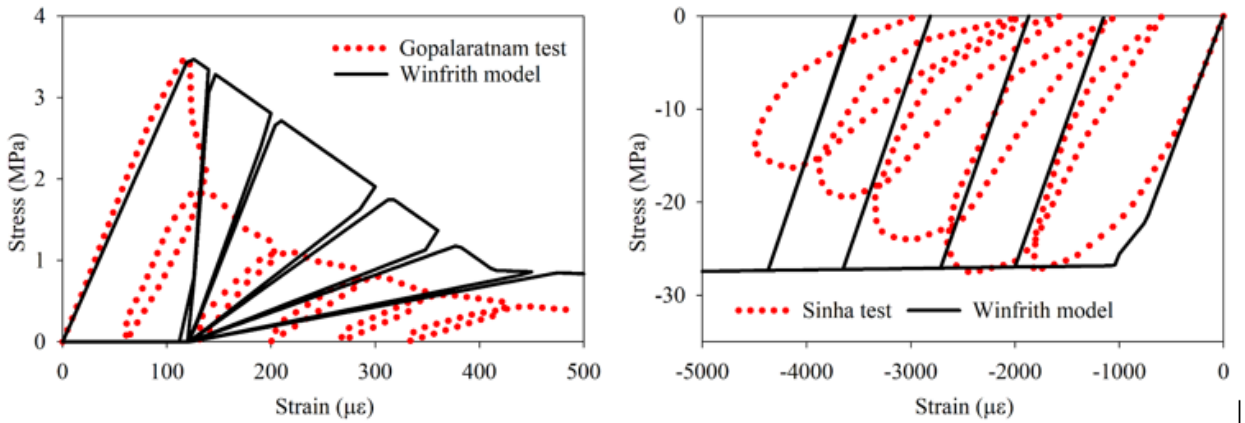 4
3
2
1
0
Stress (MPa)
Gopalaratnam test
Winfrith model
0 100 200 300 400 500
Strain (με)
0
-10
-20
-30
Stress (MPa)
Sinha test Winfrith model
-5000 -4000 -3000 -2000 -1000 0
Strain (με)